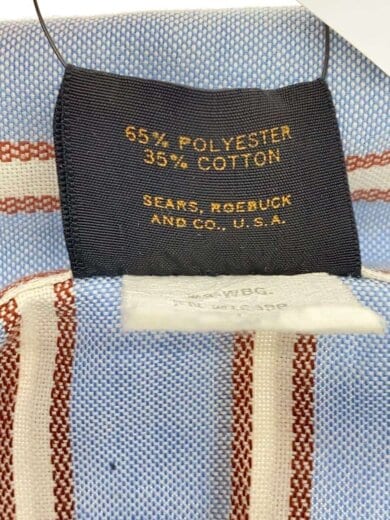 65% POLYESTER
35% COTTON
SEARS, ROEBUCK
AND CO., U.S.A.